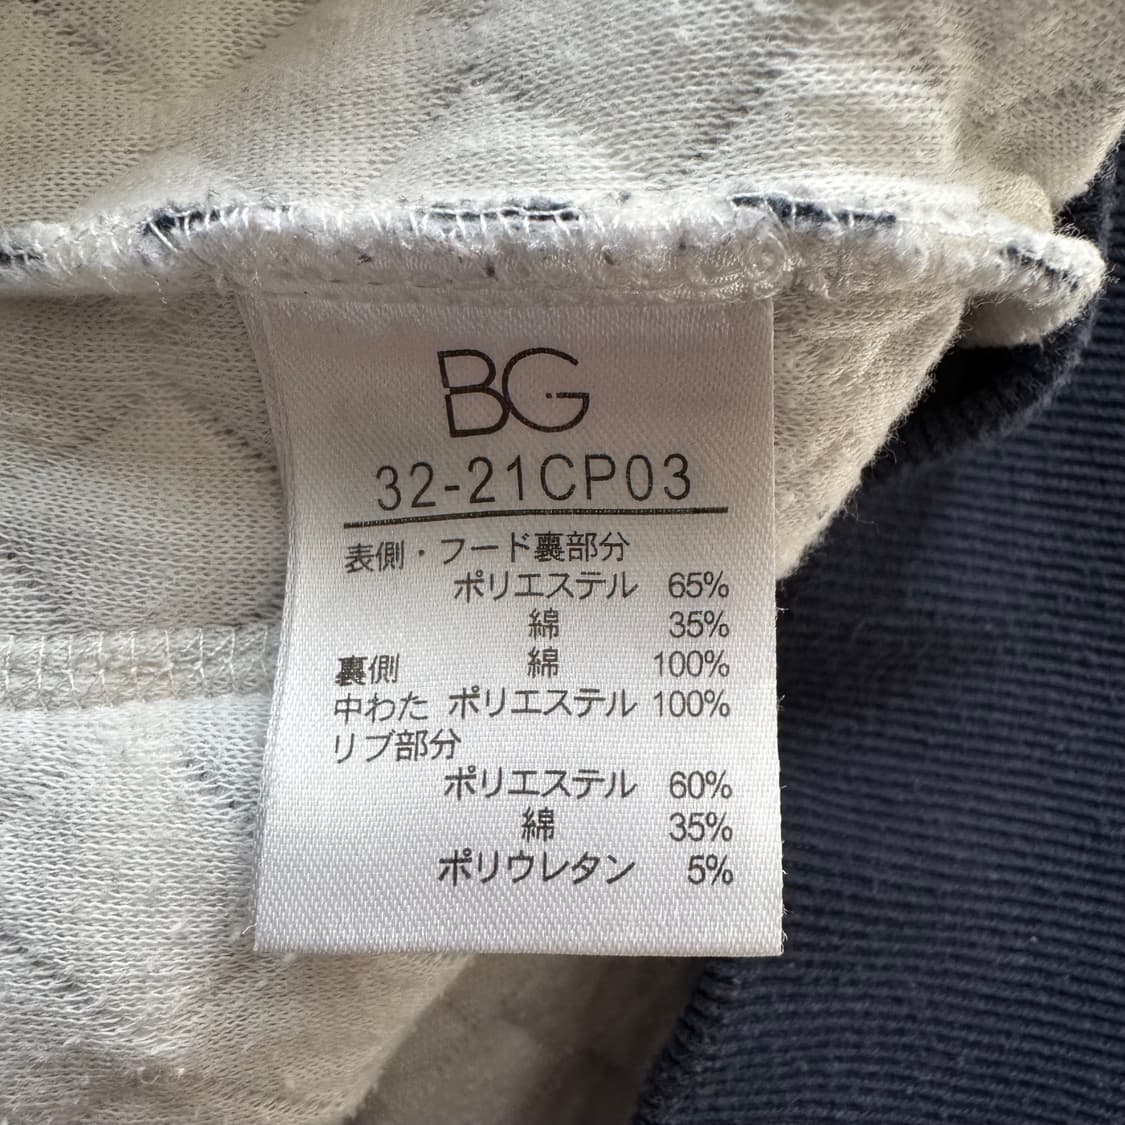 BG
32-21CP03
表側・フード裏部分
ポリエステル 65%
綿 35%
裏側 綿 100%
中わた ポリエステル 100%
リブ部分
ポリエステル 60%
綿 35%
ポリウレタン 5%